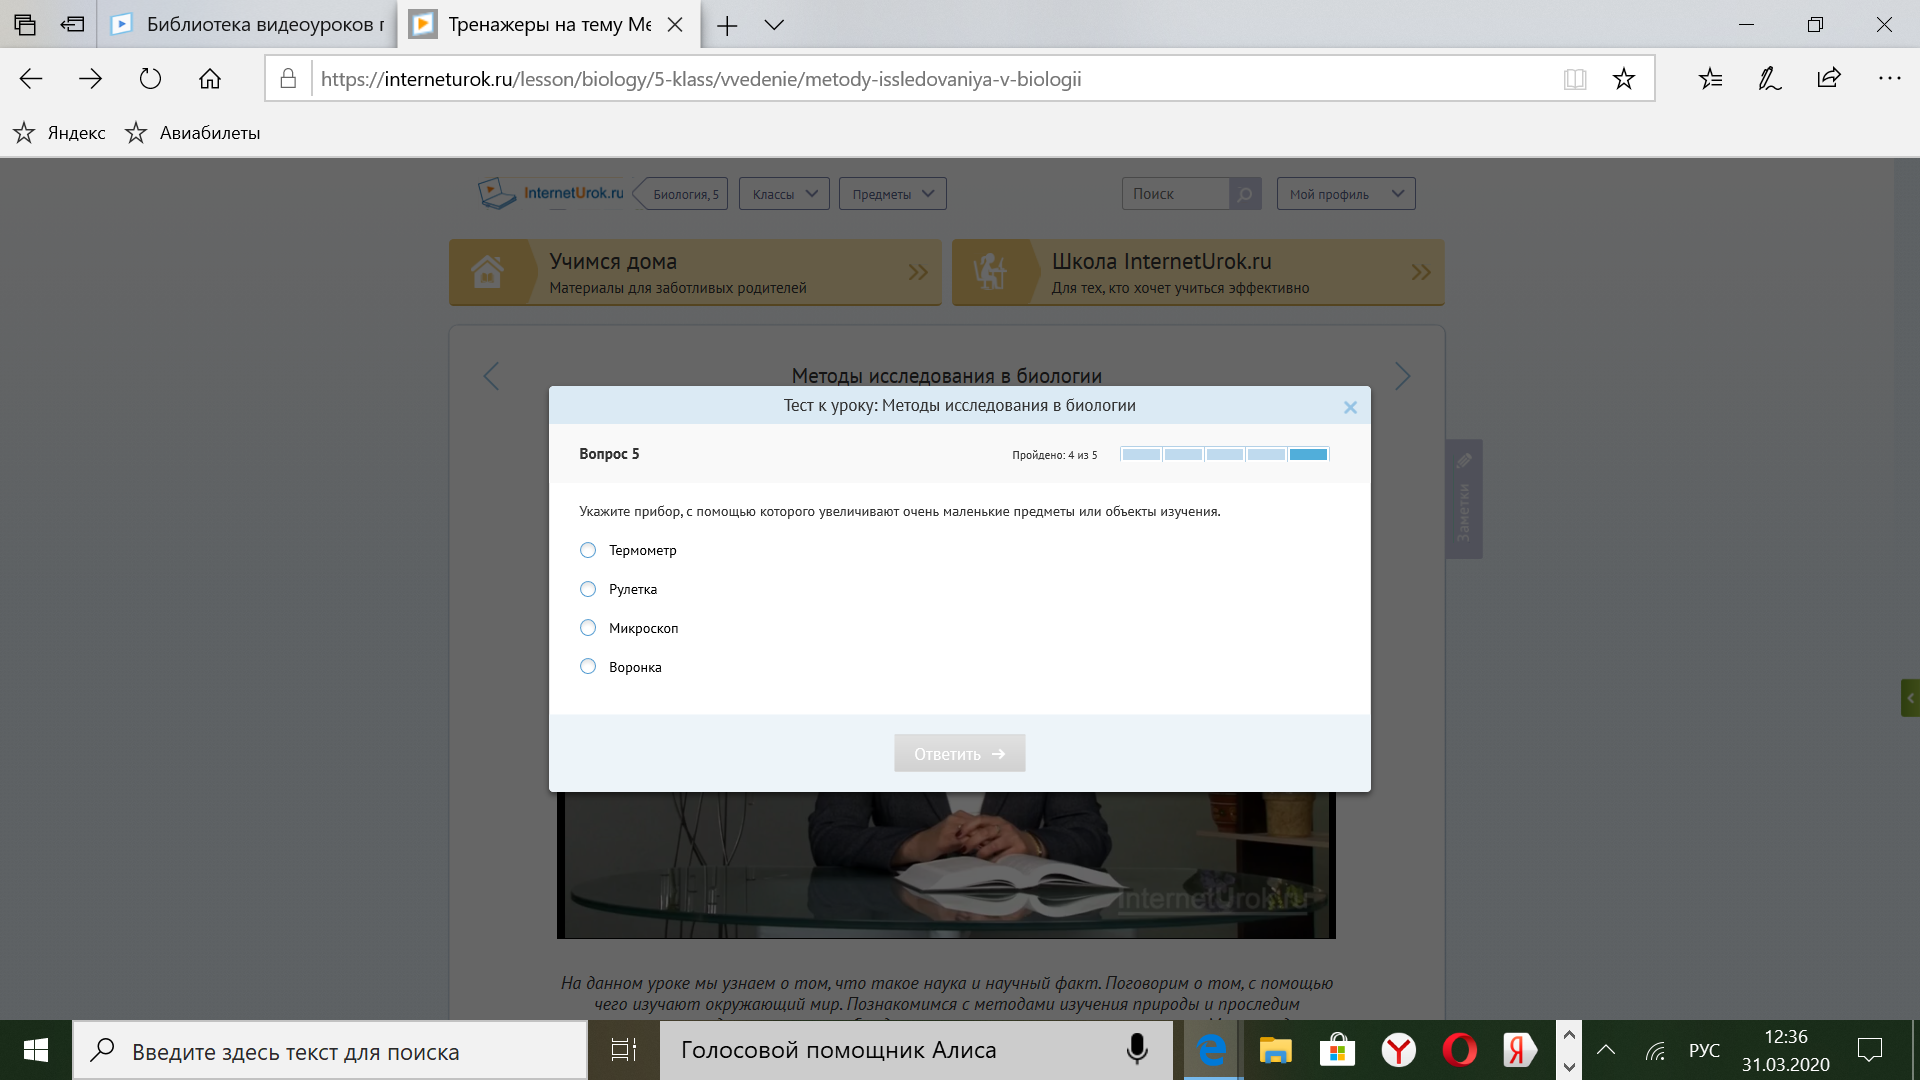 Библиотека видеоуроков
Тренажеры на тему Ме
https://interneturok.ru/lesson/biology/5-klass/vvedenie/metody-issledovaniya-v-biologii
Яндекс
Авиабилеты
InternetUrok.ru
Биология, 5
Классы
Предметы
Поиск
Мой профиль
Учимся дома
Материалы для заботливых родителей
Школа InternetUrok.ru
Для тех, кто хочет учиться эффективно
Методы исследования в биологии
Тест к уроку: Методы исследования в биологии
Вопрос 5
Пройдено: 4 из 5
Заметки
Укажите прибор, с помощью которого увеличивают очень маленькие предметы или объекты изучения.
Термометр
Рулетка
Микроскоп
Воронка
Ответить
InternetUrok.ru
На данном уроке мы узнаем о том, что такое наука и научный факт. Поговорим о том, с помощью
чего изучают окружающий мир. Познакомимся с методами изучения природы и проследим
Введите здесь текст для поиска
Голосовой помощник Алиса
РУС
12:36
31.03.2020